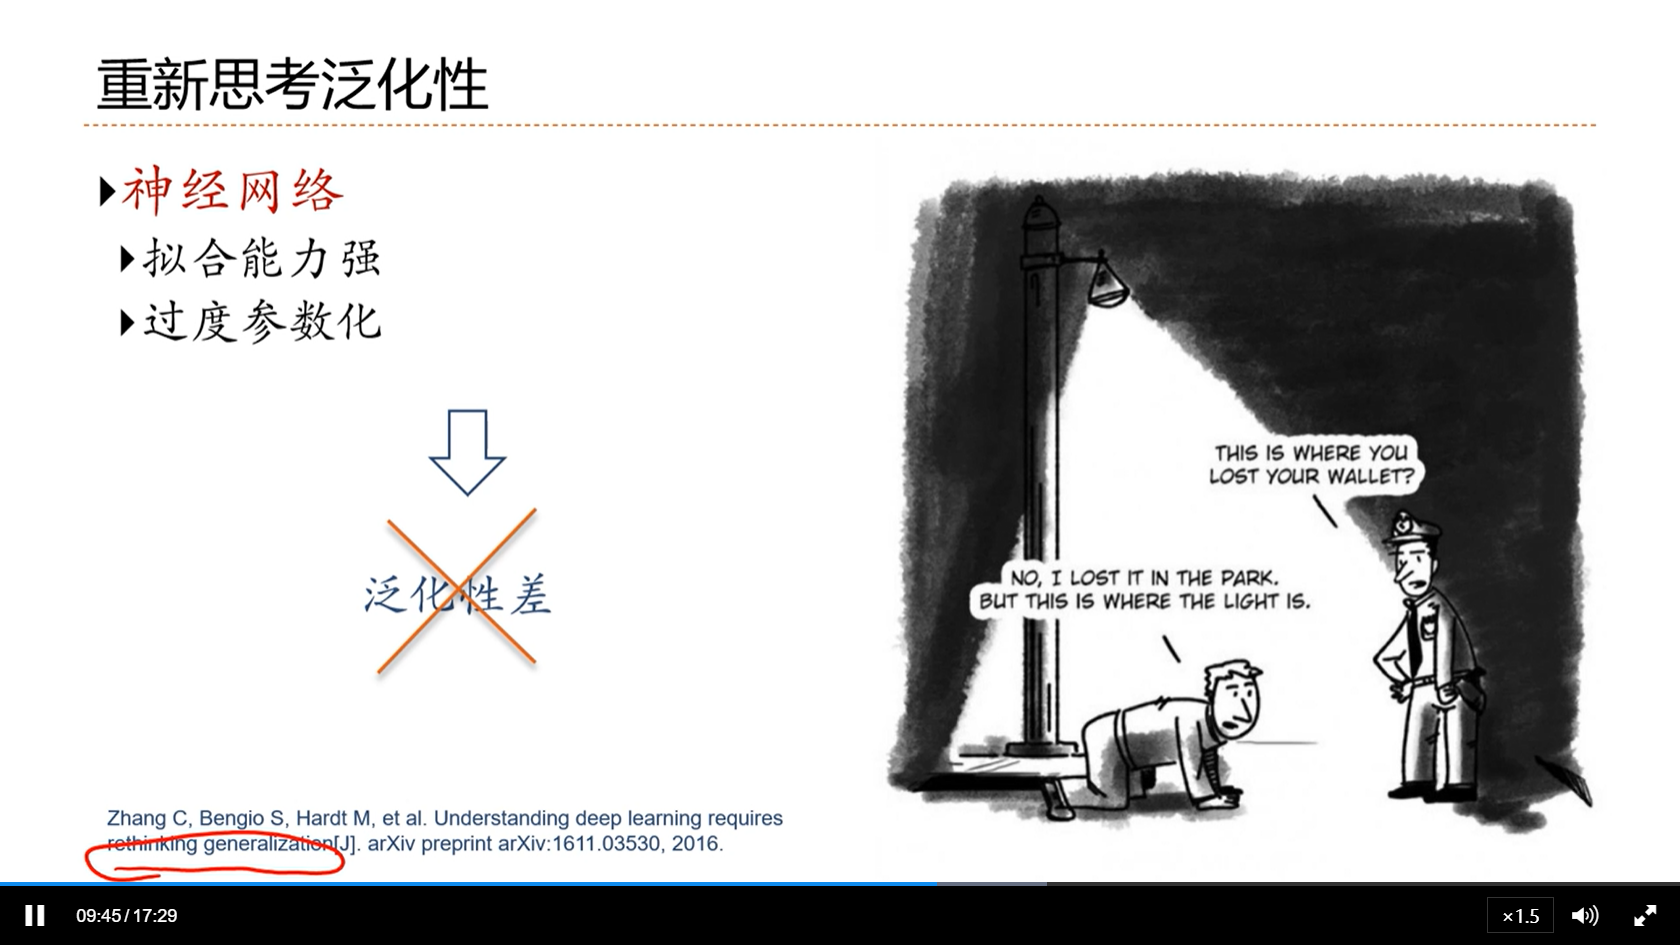 重新思考泛化性
神经网络
拟合能力强
过度参数化
泛化性差
THIS IS WHERE YOU
LOST YOUR WALLET?
NO, I LOST IT IN THE PARK.
BUT THIS IS WHERE THE LIGHT IS.
Zhang C, Bengio S, Hardt M, et al. Understanding deep learning requires
rethinking generalization[J]. arXiv preprint arXiv:1611.03530, 2016.
09:45/17:29
×1.5